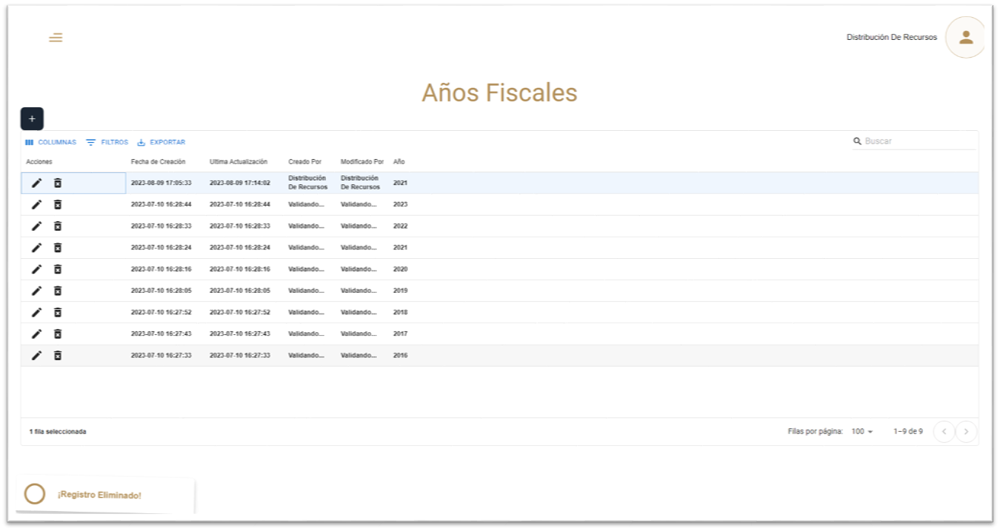 Distribución De Recursos
Años Fiscales
+
COLUMNAS FILTROS EXPORTAR Buscar
Acciones Fecha de Creación Ultima Actualización Creado Por Modificado Por Año
2023-08-09 17:05:33 2023-08-09 17:14:02 Distribución De Recursos Distribución De Recursos 2021
2023-07-10 16:28:44 2023-07-10 16:28:44 Validando... Validando... 2023
2023-07-10 16:28:33 2023-07-10 16:28:33 Validando... Validando... 2022
2023-07-10 16:28:24 2023-07-10 16:28:24 Validando... Validando... 2021
2023-07-10 16:28:16 2023-07-10 16:28:16 Validando... Validando... 2020
2023-07-10 16:28:05 2023-07-10 16:28:05 Validando... Validando... 2019
2023-07-10 16:27:52 2023-07-10 16:27:52 Validando... Validando... 2018
2023-07-10 16:27:43 2023-07-10 16:27:43 Validando... Validando... 2017
2023-07-10 16:27:33 2023-07-10 16:27:33 Validando... Validando... 2016
1 fila seleccionada Filas por página: 100 1–9 de 9
¡Registro Eliminado!